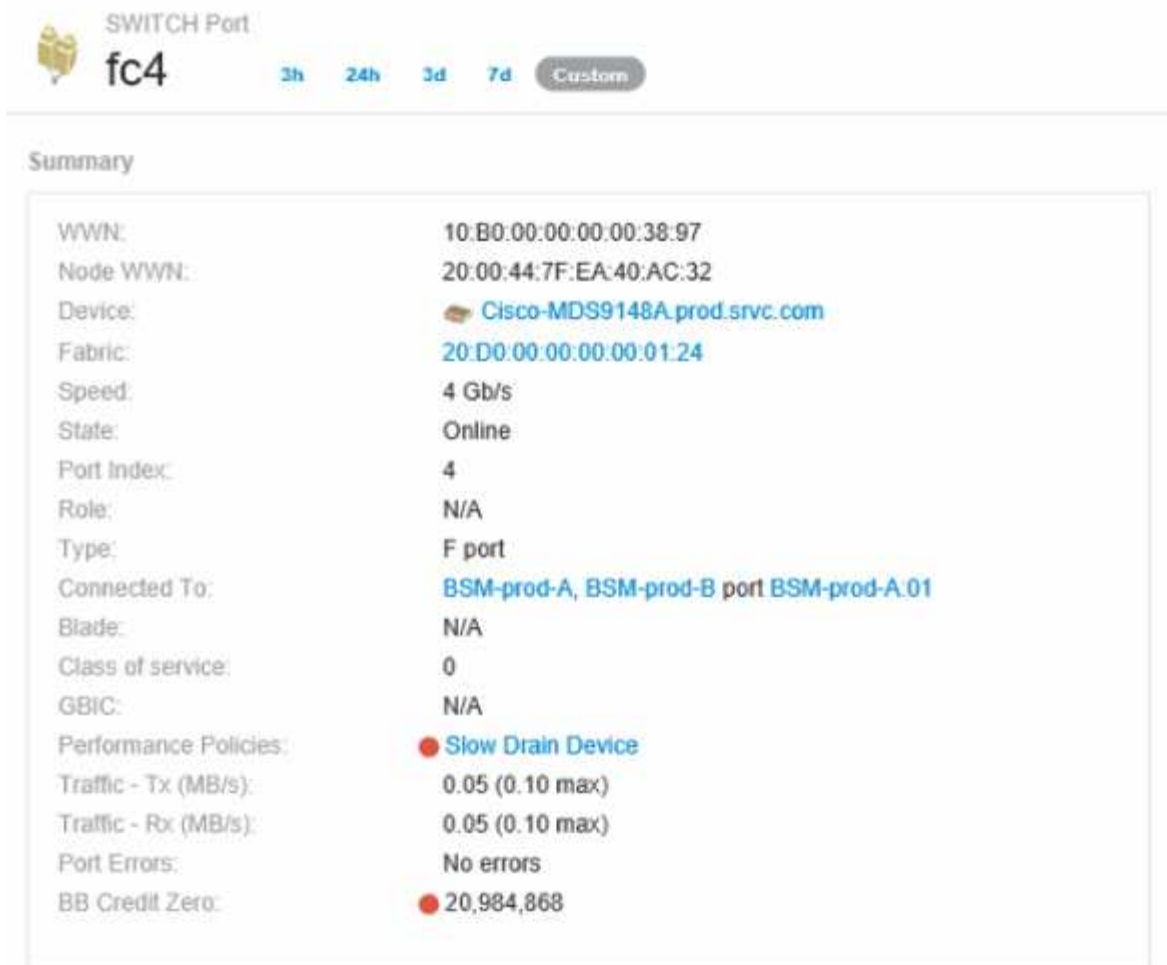 SWITCH Port
fc4 3h 24h 3d 7d Custom
Summary
WWN: 10:B0:00:00:00:00:38:97
Node WWN: 20:00:44:7F:EA:40:AC:32
Device: Cisco-MDS9148A.prod.srvc.com
Fabric: 20:D0:00:00:00:00:01:24
Speed: 4 Gb/s
State: Online
Port Index: 4
Role: N/A
Type: F port
Connected To: BSM-prod-A, BSM-prod-B port BSM-prod-A:01
Blade: N/A
Class of service: 0
GBIC: N/A
Performance Policies: Slow Drain Device
Traffic - Tx (MB/s): 0.05 (0.10 max)
Traffic - Rx (MB/s): 0.05 (0.10 max)
Port Errors: No errors
BB Credit Zero: 20,984,868